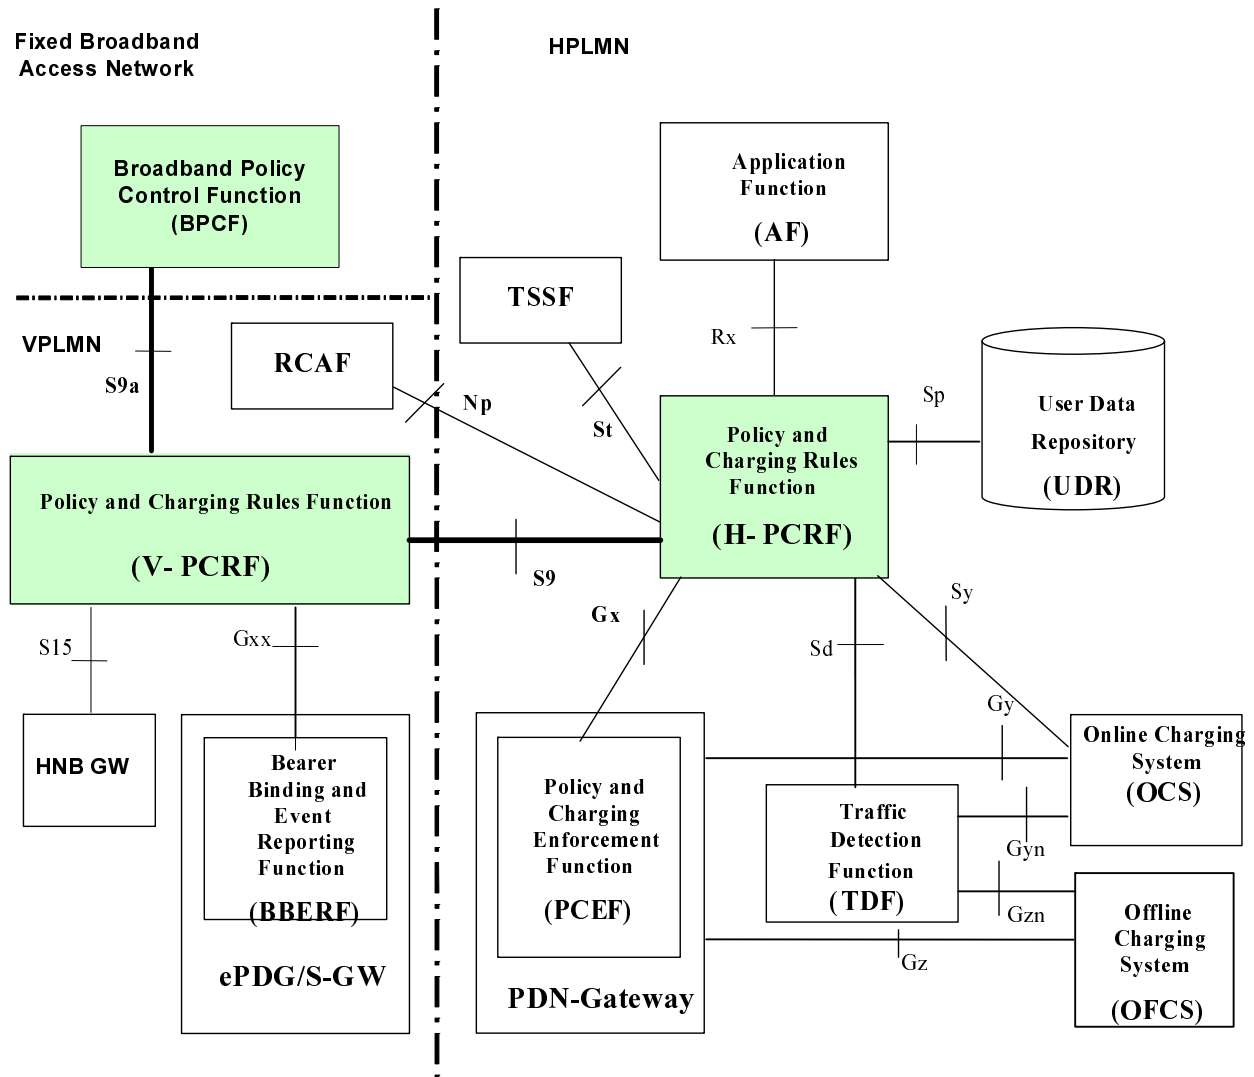 Fixed Broadband
Access Network
HPLMN
Broadband Policy
Control Function
(BPCF)
Application
Function
(AF)
TSSF
VPLMN
S9a
RCAF
Np
St
Rx
Sp
User Data
Repository
(UDR)
Policy and
Charging Rules
Function
(H- PCRF)
Policy and Charging Rules Function
(V- PCRF)
S9
S15
Gxx
Gx
Sd
Sy
Gy
HNB GW
Bearer
Binding and
Event
Reporting
Function
(BBERF)
ePDG/S-GW
Policy and
Charging
Enforcement
Function
(PCEF)
PDN-Gateway
Traffic
Detection
Function
(TDF)
Online Charging
System
(OCS)
Gyn
Gzn
Gz
Offline
Charging
System
(OFCS)